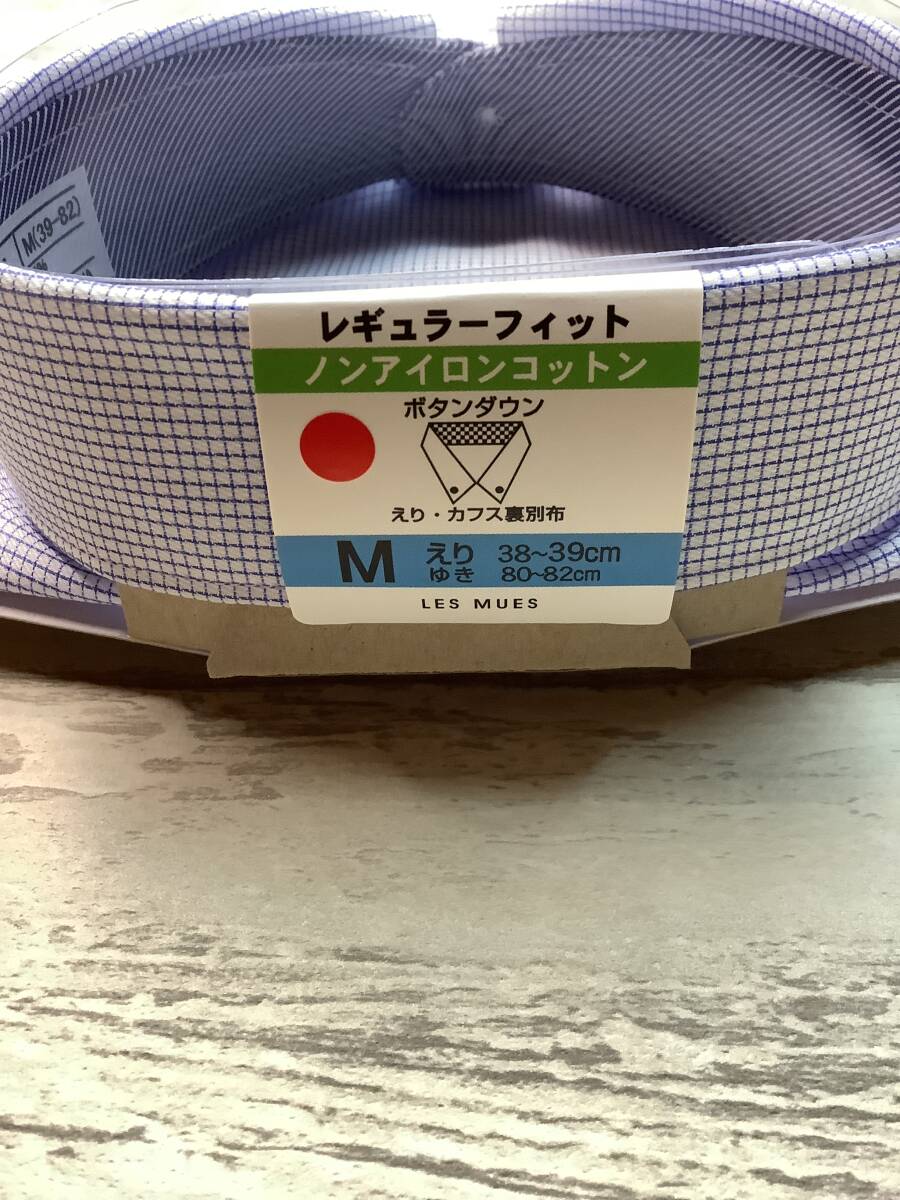 M(39-82)
レギュラーフィット
ノンアイロンコットン
ボタンダウン
えり・カフス裏別布
M えり 38~39cm
ゆき 80~82cm
LES MUES